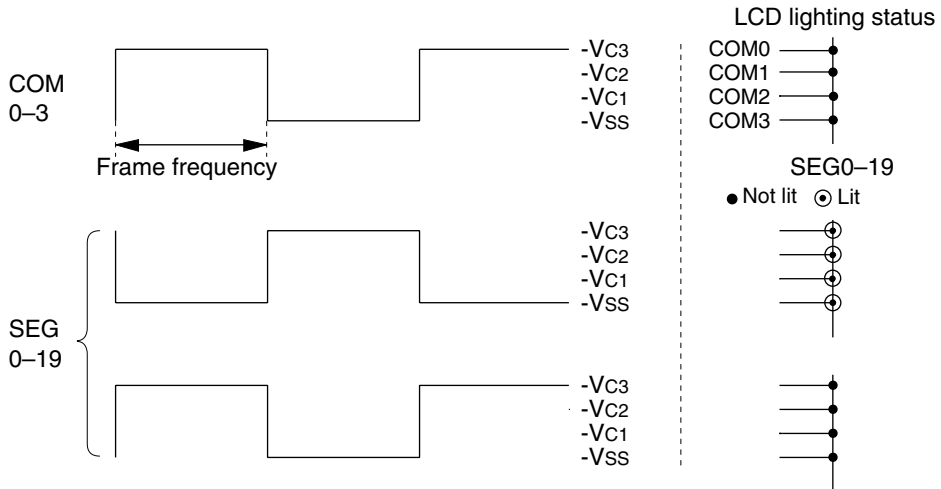 LCD lighting status
COM
0–3
-VC3
-VC2
-VC1
-VSS
Frame frequency
COM0
COM1
COM2
COM3
SEG0–19
Not lit
Lit
SEG
0–19
-VC3
-VC2
-VC1
-VSS
-VC3
-VC2
-VC1
-VSS